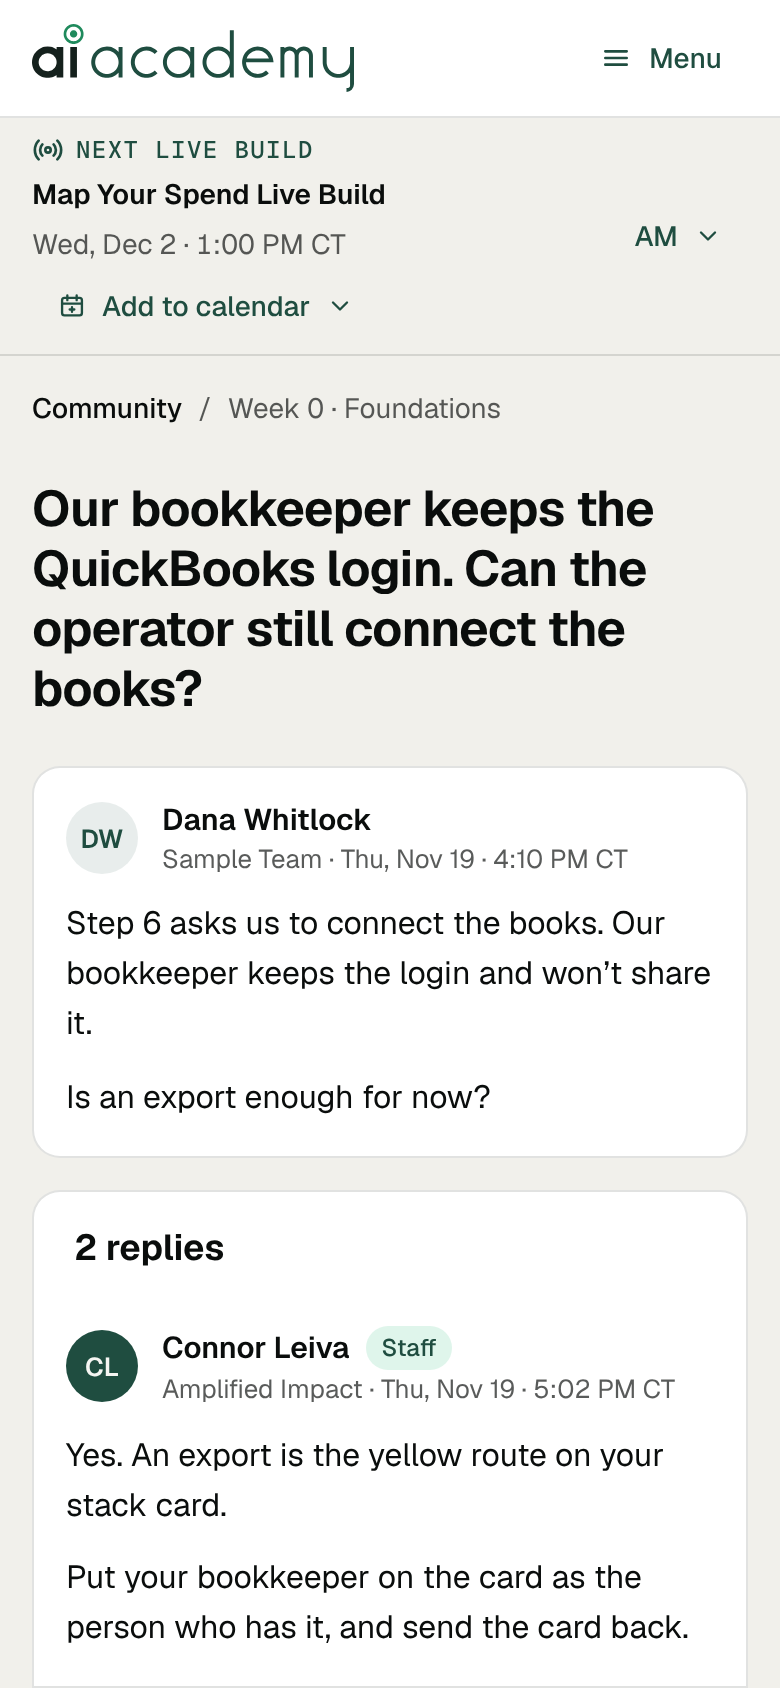 ai academy
Menu
NEXT LIVE BUILD
Map Your Spend Live Build
Wed, Dec 2 · 1:00 PM CT
AM
Add to calendar
Community / Week 0 · Foundations
Our bookkeeper keeps the
QuickBooks login. Can the
operator still connect the
books?
DW
Dana Whitlock
Sample Team · Thu, Nov 19 · 4:10 PM CT
Step 6 asks us to connect the books. Our
bookkeeper keeps the login and won’t share
it.
Is an export enough for now?
2 replies
CL
Connor Leiva Staff
Amplified Impact · Thu, Nov 19 · 5:02 PM CT
Yes. An export is the yellow route on your
stack card.
Put your bookkeeper on the card as the
person who has it, and send the card back.